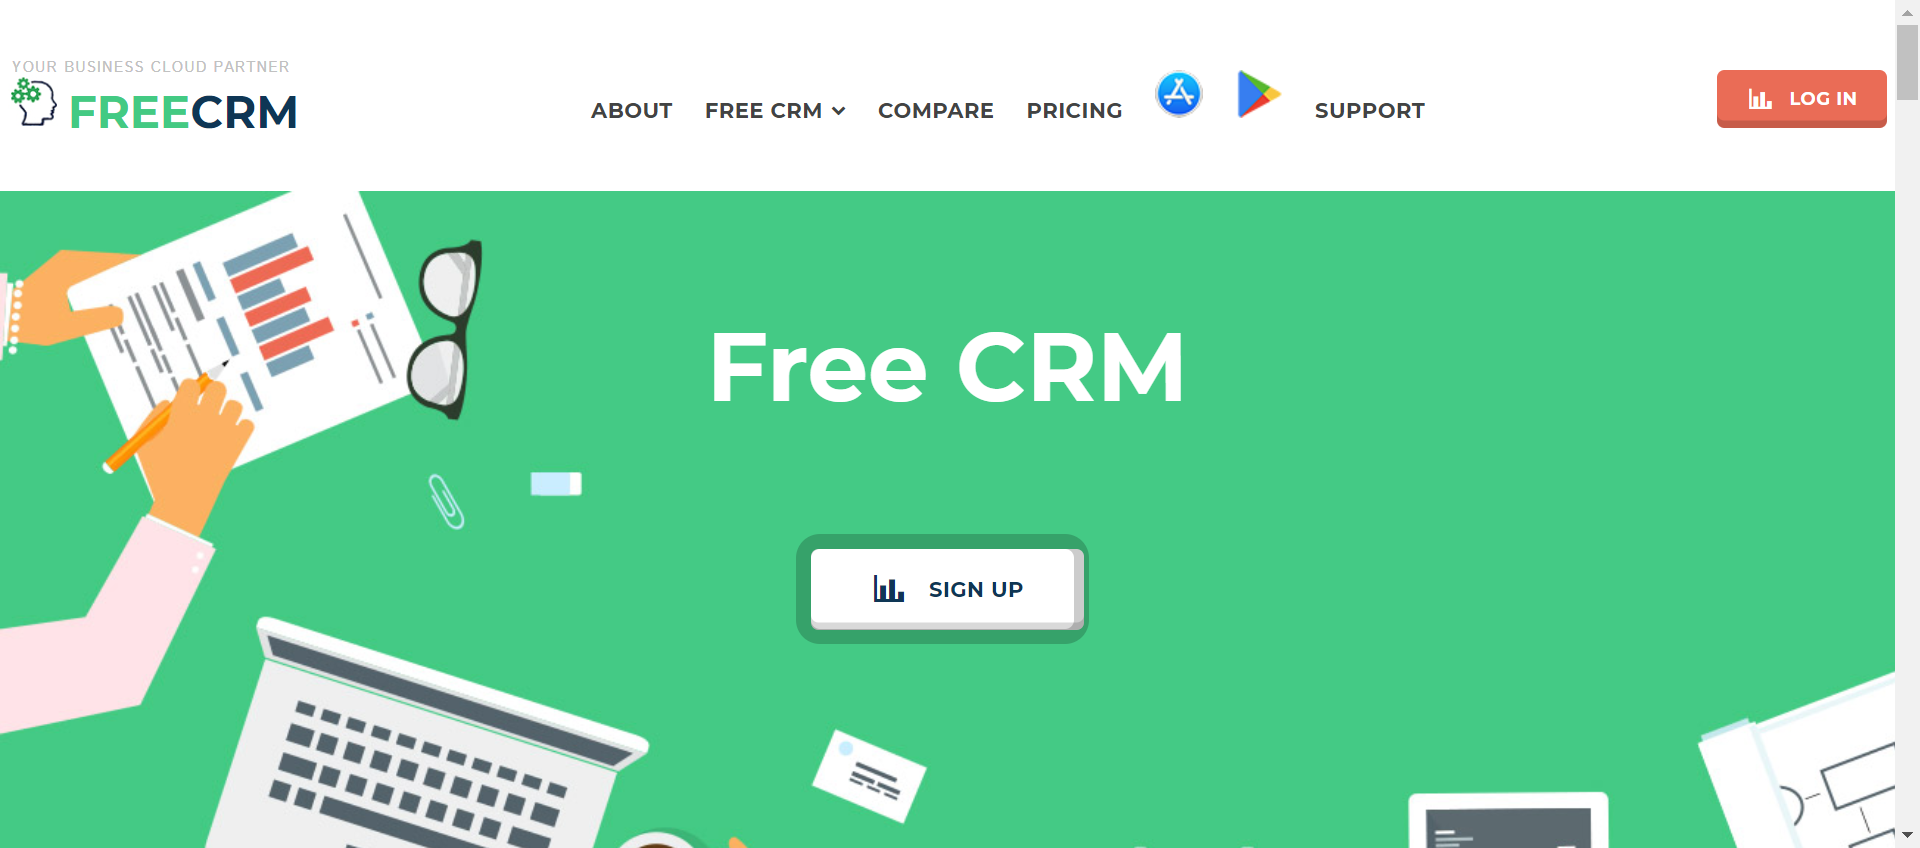 YOUR BUSINESS CLOUD PARTNER
FREECRM
ABOUT FREE CRM COMPARE PRICING SUPPORT
LOG IN
Free CRM
SIGN UP